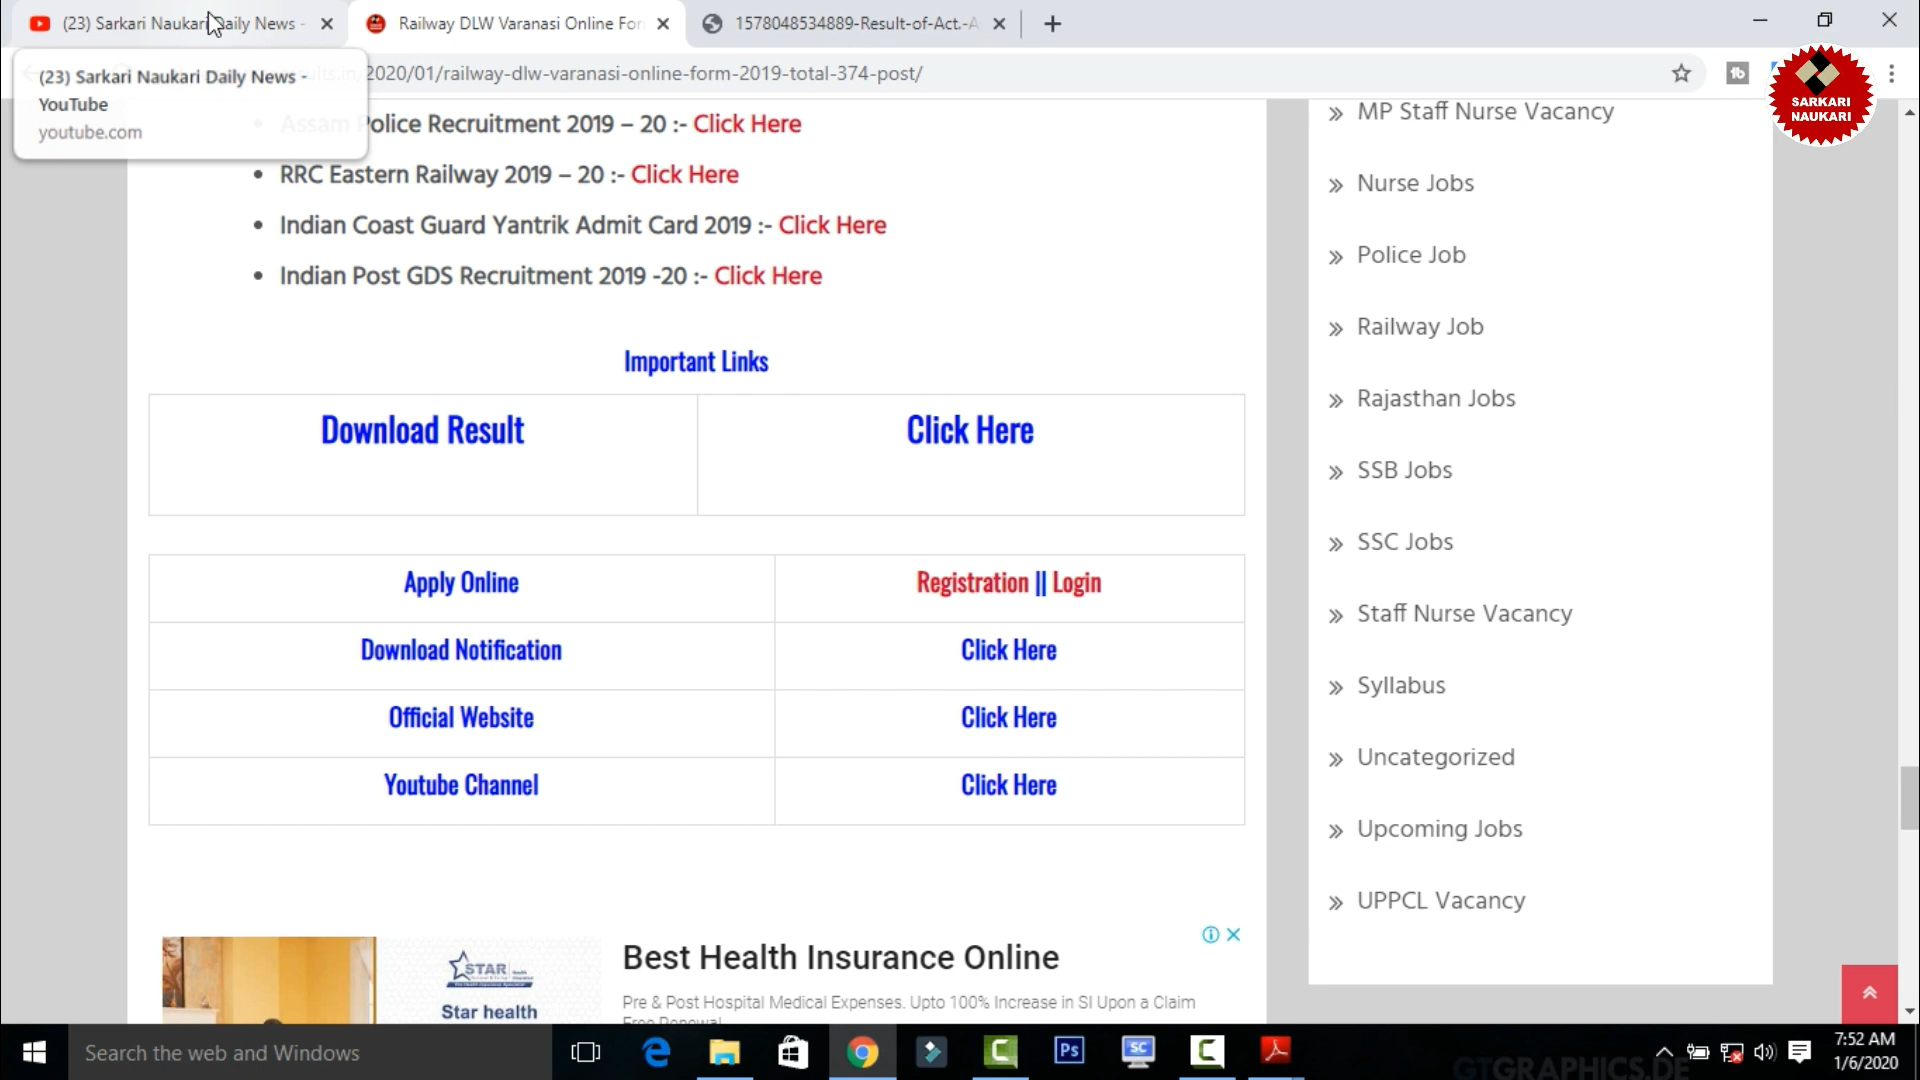 (23) Sarkari Naukari Daily News -
Railway DLW Varanasi Online For
1578048534889-Result-of-Act.-A
(23) Sarkari Naukari Daily News -
YouTube
youtube.com
2020/01/railway-dlw-varanasi-online-form-2019-total-374-post/
SARKARI
NAUKARI
Assam Police Recruitment 2019 – 20 :- Click Here
RRC Eastern Railway 2019 – 20 :- Click Here
Indian Coast Guard Yantrik Admit Card 2019 :- Click Here
Indian Post GDS Recruitment 2019 -20 :- Click Here
Important Links
Download Result
Click Here
Apply Online
Registration || Login
Download Notification
Click Here
Official Website
Click Here
Youtube Channel
Click Here
» MP Staff Nurse Vacancy
» Nurse Jobs
» Police Job
» Railway Job
» Rajasthan Jobs
» SSB Jobs
» SSC Jobs
» Staff Nurse Vacancy
» Syllabus
» Uncategorized
» Upcoming Jobs
» UPPCL Vacancy
STAR
Star health
Best Health Insurance Online
Pre & Post Hospital Medical Expenses. Upto 100% Increase in SI Upon a Claim
Search the web and Windows
Ps
SC
7:52 AM
1/6/2020
GTGRAPHICS.DE